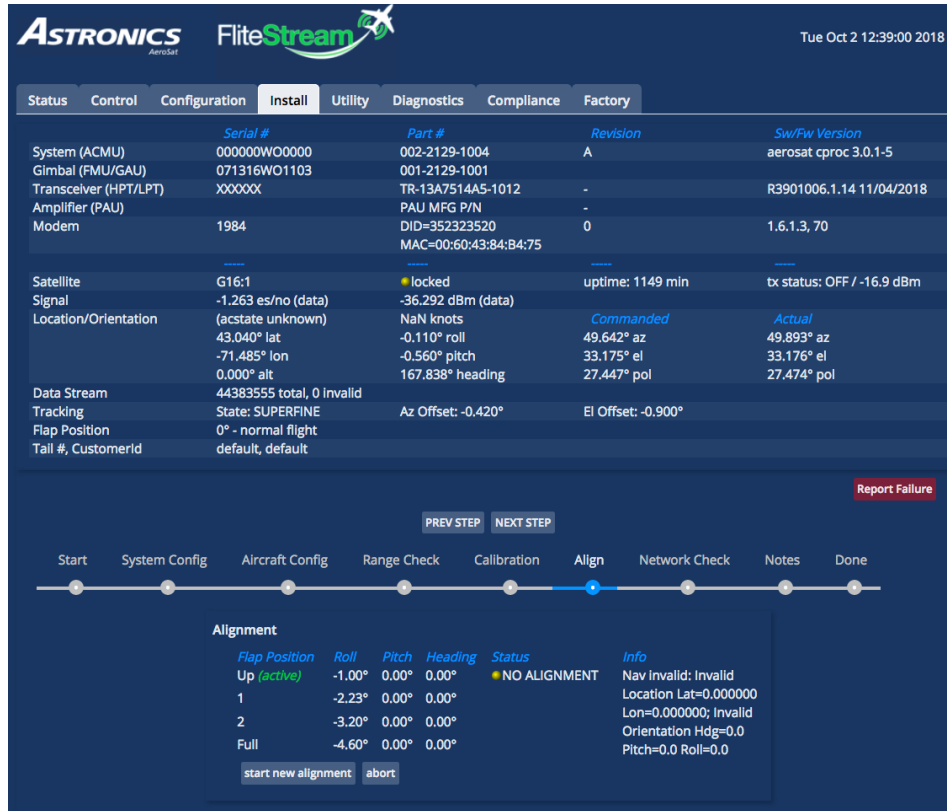 ASTRONICS
AeroSat
FliteStream
Tue Oct 2 12:39:00 2018
Status Control Configuration Install Utility Diagnostics Compliance Factory
Serial # Part # Revision Sw/Fw Version
System (ACMU) 000000WO0000 002-2129-1004 A aerosat cproc 3.0.1-5
Gimbal (FMU/GAU) 071316WO1103 001-2129-1001
Transceiver (HPT/LPT) XXXXXX TR-13A7514A5-1012 - R3901006.1.14 11/04/2018
Amplifier (PAU) PAU MFG P/N -
Modem 1984 DID=352323520 0 1.6.1.3, 70
MAC=00:60:43:84:B4:75
----- ----- ----- -----
Satellite G16:1 locked uptime: 1149 min tx status: OFF / -16.9 dBm
Signal -1.263 es/no (data) -36.292 dBm (data)
Location/Orientation (acstate unknown) NaN knots Commanded Actual
43.040° lat -0.110° roll 49.642° az 49.893° az
-71.485° lon -0.560° pitch 33.175° el 33.176° el
0.000° alt 167.838° heading 27.447° pol 27.474° pol
Data Stream 44383555 total, 0 invalid
Tracking State: SUPERFINE Az Offset: -0.420° El Offset: -0.900°
Flap Position 0° - normal flight
Tail #, CustomerId default, default
Report Failure
PREV STEP NEXT STEP
Start System Config Aircraft Config Range Check Calibration Align Network Check Notes Done
Alignment
Flap Position Roll Pitch Heading Status Info
Up (active) -1.00° 0.00° 0.00° NO ALIGNMENT Nav invalid: Invalid
1 -2.23° 0.00° 0.00° Location Lat=0.000000
Lon=0.000000; Invalid
2 -3.20° 0.00° 0.00° Orientation Hdg=0.0
Full -4.60° 0.00° 0.00° Pitch=0.0 Roll=0.0
start new alignment abort